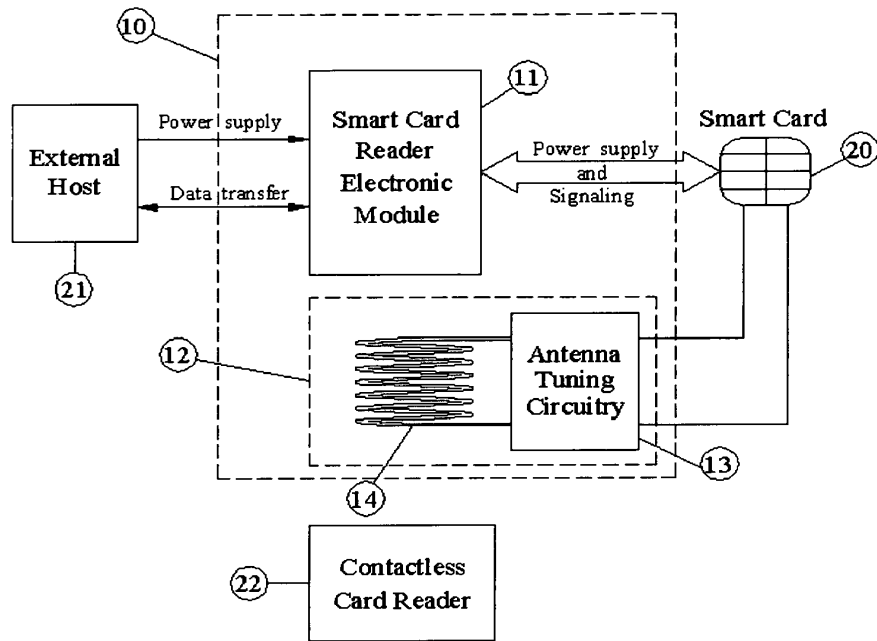 10
11
Smart Card
20
External
Host
Power supply
Data transfer
Smart Card
Reader
Electronic
Module
Power supply
and
Signaling
21
12
Antenna
Tuning
Circuitry
14
13
22
Contactless
Card Reader